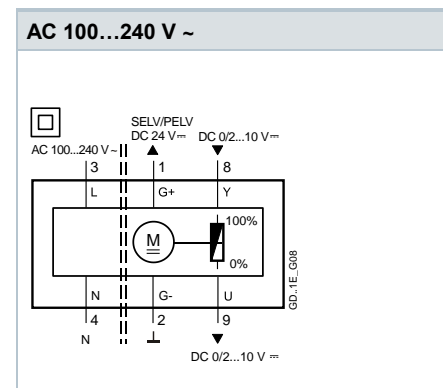 AC 100…240 V ~
SELV/PELV
DC 24 V⎓ DC 0/2...10 V⎓
AC 100...240 V~
3 1 8
L G+ Y
100%
M
0%
N G- U
4 2 9
N
DC 0/2...10 V ⎓
GD..1E_G08